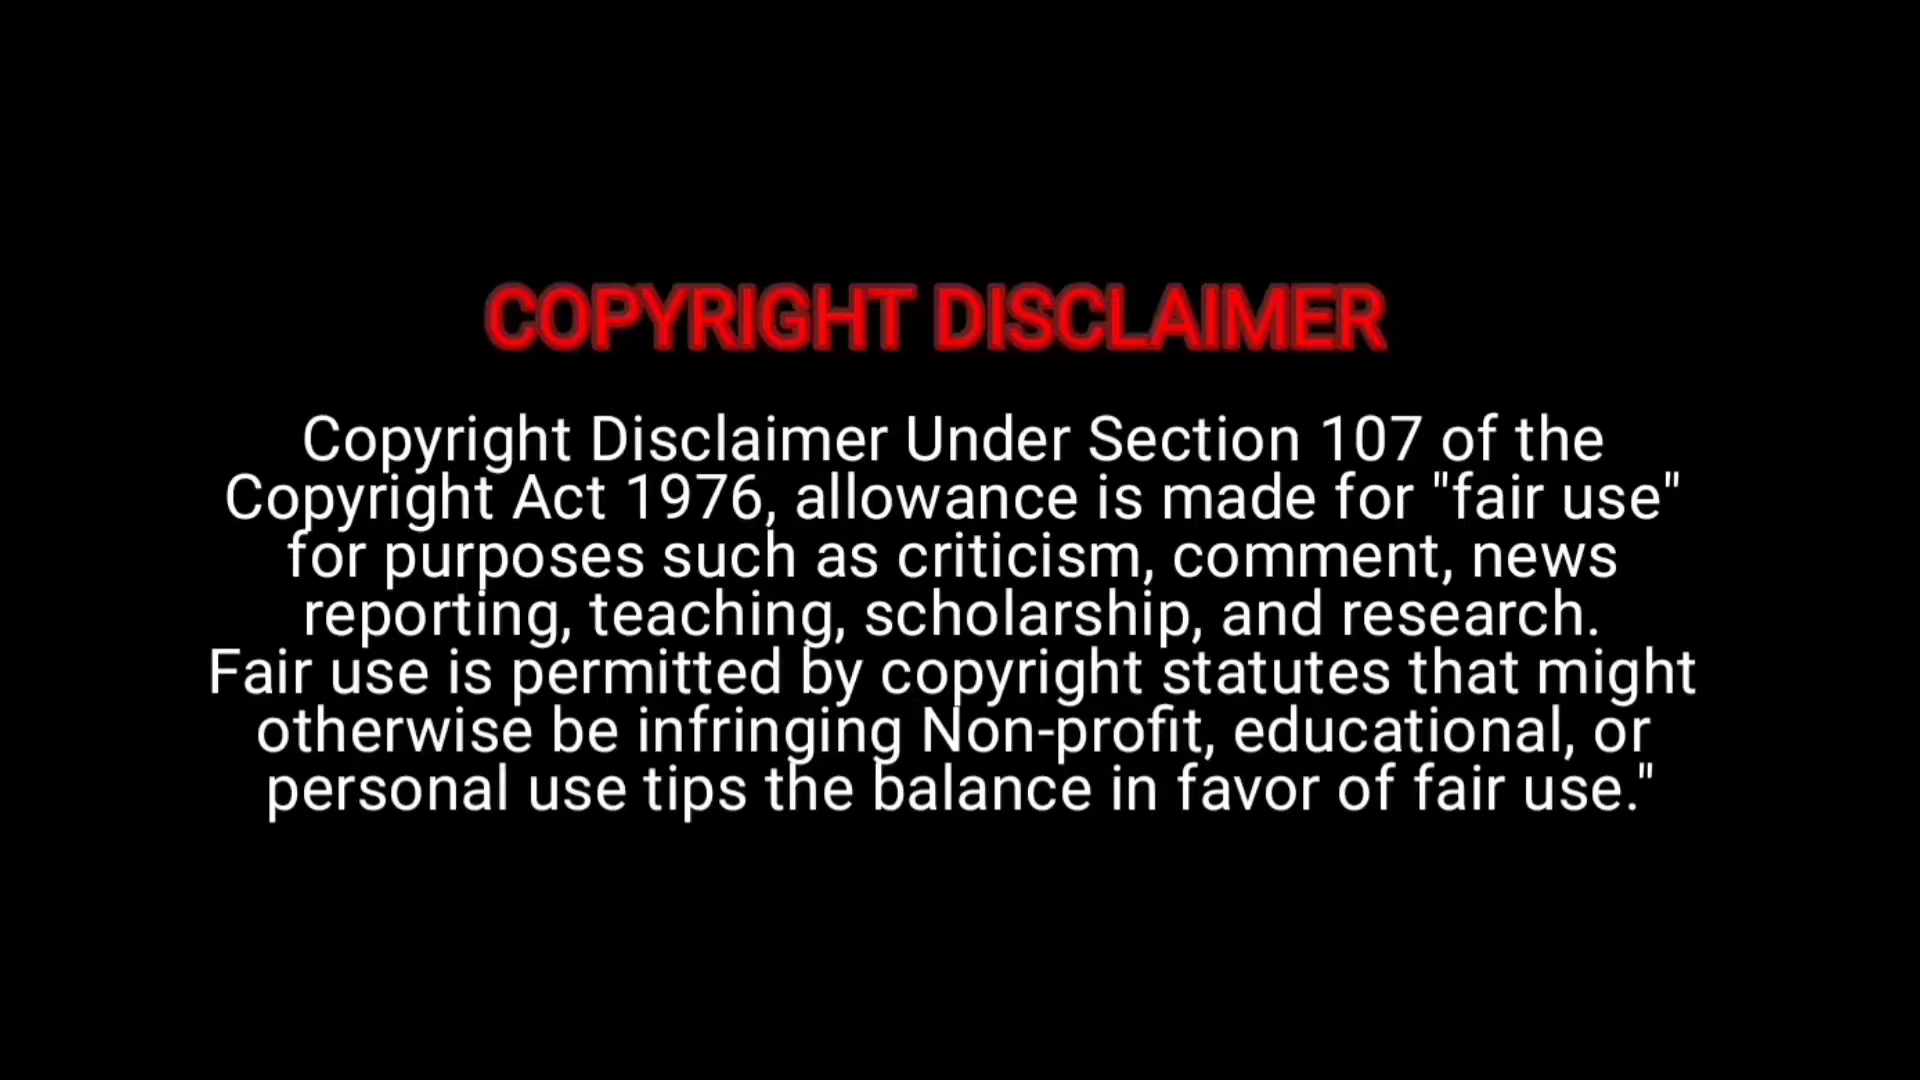 COPYRIGHT DISCLAIMER
Copyright Disclaimer Under Section 107 of the
Copyright Act 1976, allowance is made for "fair use"
for purposes such as criticism, comment, news
reporting, teaching, scholarship, and research.
Fair use is permitted by copyright statutes that might
otherwise be infringing Non-profit, educational, or
personal use tips the balance in favor of fair use."